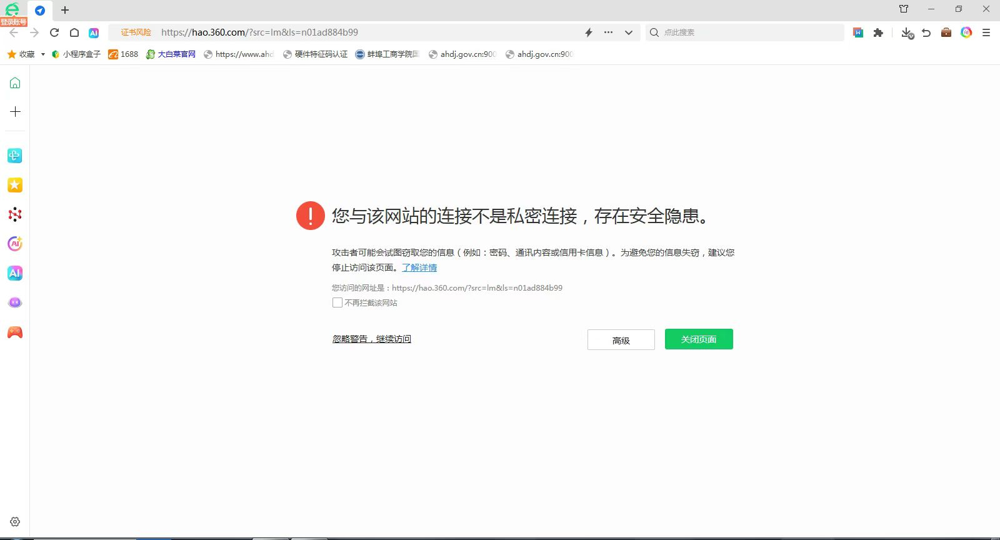 登录账号
AI
证书风险
https://hao.360.com/?src=lm&ls=n01ad884b99
点此搜索
收藏
小程序盒子
1688
大白菜官网
https://www.ahd
硬件特征码认证
蚌埠工商学院国
ahdj.gov.cn:900
ahdj.gov.cn:900
您与该网站的连接不是私密连接，存在安全隐患。
攻击者可能会试图窃取您的信息（例如：密码、通讯内容或信用卡信息）。为避免您的信息失窃，建议您
停止访问该页面。了解详情
您访问的网址是：https://hao.360.com/?src=lm&ls=n01ad884b99
不再拦截该网站
忽略警告，继续访问
高级
关闭页面
AI
AI